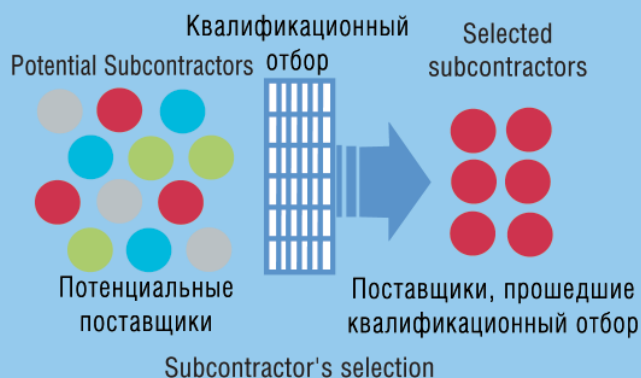 Квалификационный
отбор
Potential Subcontractors
Selected
subcontractors
Потенциальные
поставщики
Поставщики, прошедшие
квалификационный отбор
Subcontractor's selection